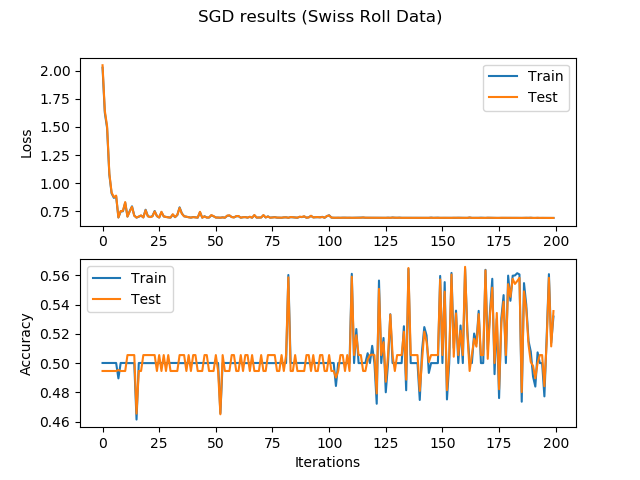 SGD results (Swiss Roll Data)
2.00
1.75
1.50
1.25
1.00
0.75
Loss
Train
Test
0 25 50 75 100 125 150 175 200
0.56
0.54
0.52
0.50
0.48
0.46
Accuracy
Train
Test
0 25 50 75 100 125 150 175 200
Iterations